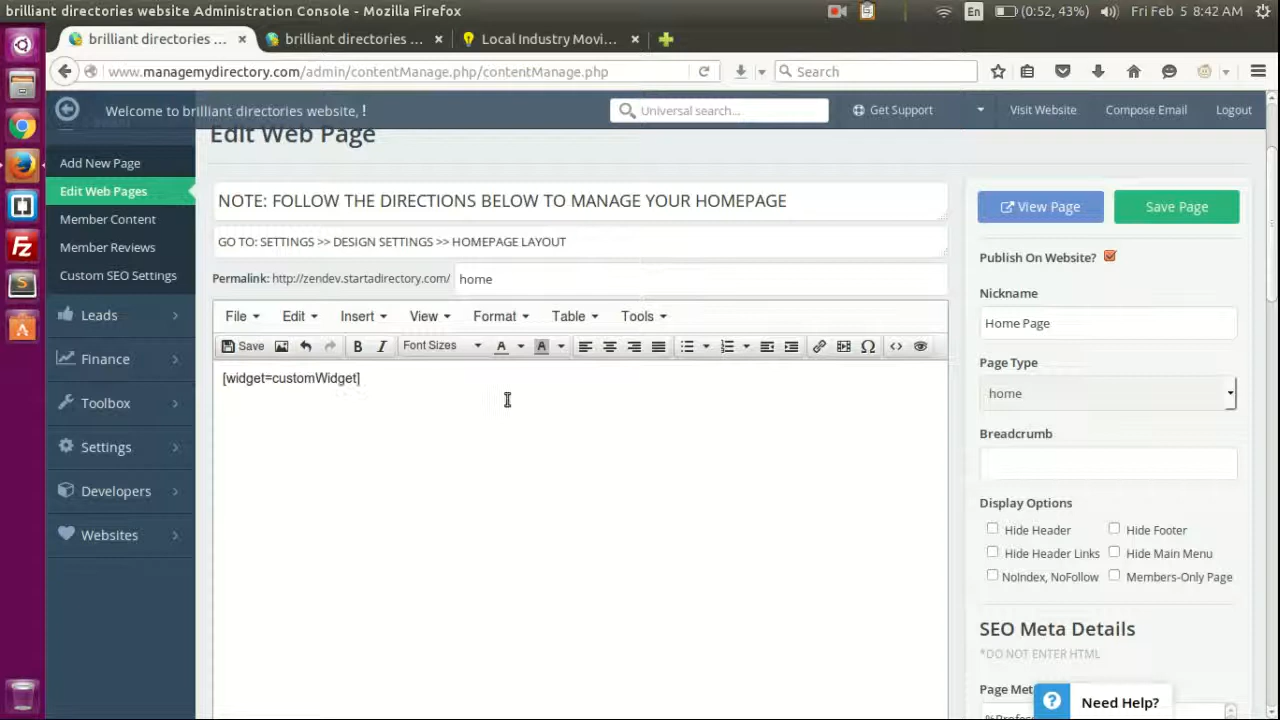 brilliant directories website Administration Console - Mozilla Firefox
En (0:52, 43%) Fri Feb 5 8:42 AM
brilliant directories ... brilliant directories ... Local Industry Movi...
www.managemydirectory.com/admin/contentManage.php/contentManage.php Search
Welcome to brilliant directories website, ! Universal search... Get Support Visit Website Compose Email Logout
Edit Web Page
Add New Page
Edit Web Pages
Member Content
Member Reviews
Custom SEO Settings
Leads
Finance
Toolbox
Settings
Developers
Websites
NOTE: FOLLOW THE DIRECTIONS BELOW TO MANAGE YOUR HOMEPAGE
GO TO: SETTINGS >> DESIGN SETTINGS >> HOMEPAGE LAYOUT
Permalink: http://zendev.startadirectory.com/ home
File Edit Insert View Format Table Tools
Save B I Font Sizes A A
[widget=customWidget]
View Page Save Page
Publish On Website?
Nickname
Home Page
Page Type
home
Breadcrumb
Display Options
Hide Header Hide Footer
Hide Header Links Hide Main Menu
NoIndex, NoFollow Members-Only Page
SEO Meta Details
*DO NOT ENTER HTML
Page Met
? Need Help?